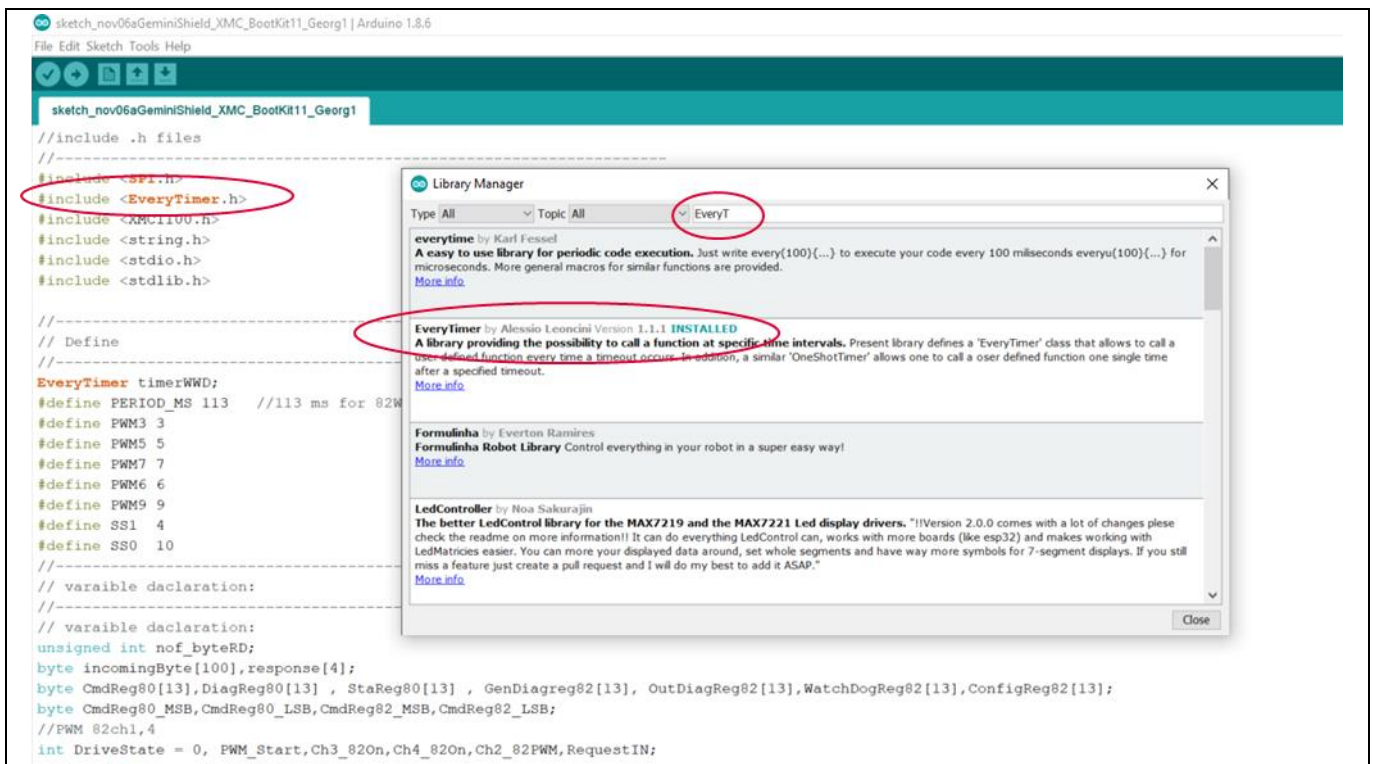 sketch_nov06aGeminiShield_XMC_BootKit11_Georg1 | Arduino 1.8.6
File Edit Sketch Tools Help
sketch_nov06aGeminiShield_XMC_BootKit11_Georg1
//include .h files
//------------------------------------------------------------------
#include <SPI.h>
#include <EveryTimer.h>
#include <XMC1100.h>
#include <string.h>
#include <stdio.h>
#include <stdlib.h>
//------------------------------------
// Define
//------------------------------------
EveryTimer timerWWD;
#define PERIOD_MS 113 //113 ms for 82W
#define PWM3 3
#define PWM5 5
#define PWM7 7
#define PWM6 6
#define PWM9 9
#define SS1 4
#define SS0 10
//------------------------------------
// varaible daclaration:
//------------------------------------
// varaible daclaration:
unsigned int nof_byteRD;
byte incomingByte[100],response[4];
byte CmdReg80[13],DiagReg80[13] , StaReg80[13] , GenDiagreg82[13], OutDiagReg82[13],WatchDogReg82[13],ConfigReg82[13];
byte CmdReg80_MSB,CmdReg80_LSB,CmdReg82_MSB,CmdReg82_LSB;
//PWM 82ch1,4
int DriveState = 0, PWM_Start,Ch3_82On,Ch4_82On,Ch2_82PWM,RequestIN;
Library Manager
Type All Topic All EveryT
everytime by Karl Fessel
A easy to use library for periodic code execution. Just write every(100){...} to execute your code every 100 miliseconds everyu(100){...} for
microseconds. More general macros for similar functions are provided.
More info
EveryTimer by Alessio Leoncini Version 1.1.1 INSTALLED
A library providing the possibility to call a function at specific time intervals. Present library defines a 'EveryTimer' class that allows to call a
user defined function every time a timeout occurs. In addition, a similar 'OneShotTimer' allows one to call a oser defined function one single time
after a specified timeout.
More info
Formulinha by Everton Ramires
Formulinha Robot Library Control everything in your robot in a super easy way!
More info
LedController by Noa Sakurajin
The better LedControl library for the MAX7219 and the MAX7221 Led display drivers. "!!Version 2.0.0 comes with a lot of changes plese
check the readme on more information!! It can do everything LedControl can, works with more boards (like esp32) and makes working with
LedMatricies easier. You can more your displayed data around, set whole segments and have way more symbols for 7-segment displays. If you still
miss a feature just create a pull request and I will do my best to add it ASAP."
More info
Close